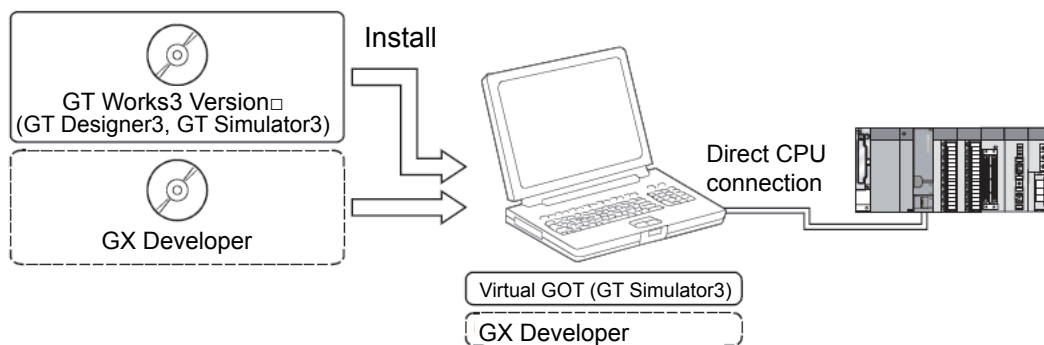 Install
GT Works3 Version□
(GT Designer3, GT Simulator3)
GX Developer
Direct CPU
connection
Virtual GOT (GT Simulator3)
GX Developer